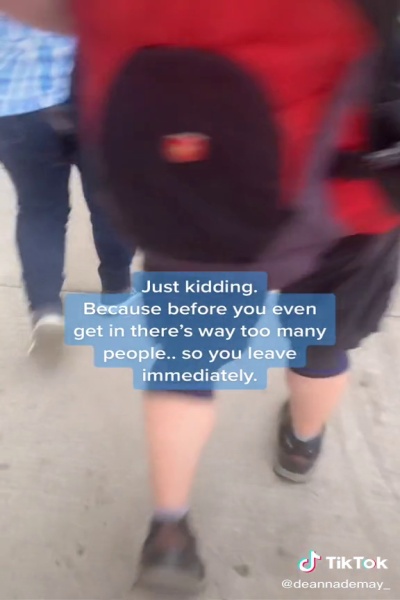 Just kidding.
Because before you even
get in there's way too many
people.. so you leave
immediately.
TikTok
@deannademay_